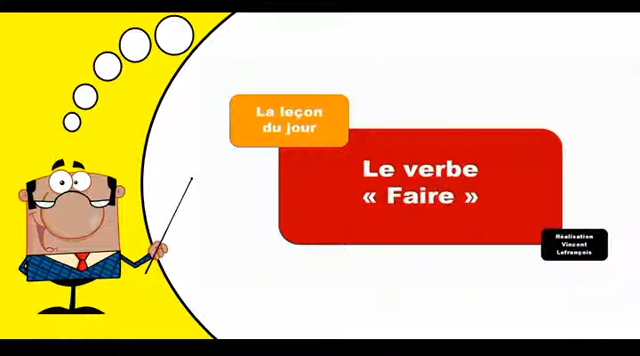 La leçon
du jour
Le verbe
« Faire »
Réalisation
Vincent
Lefrançois